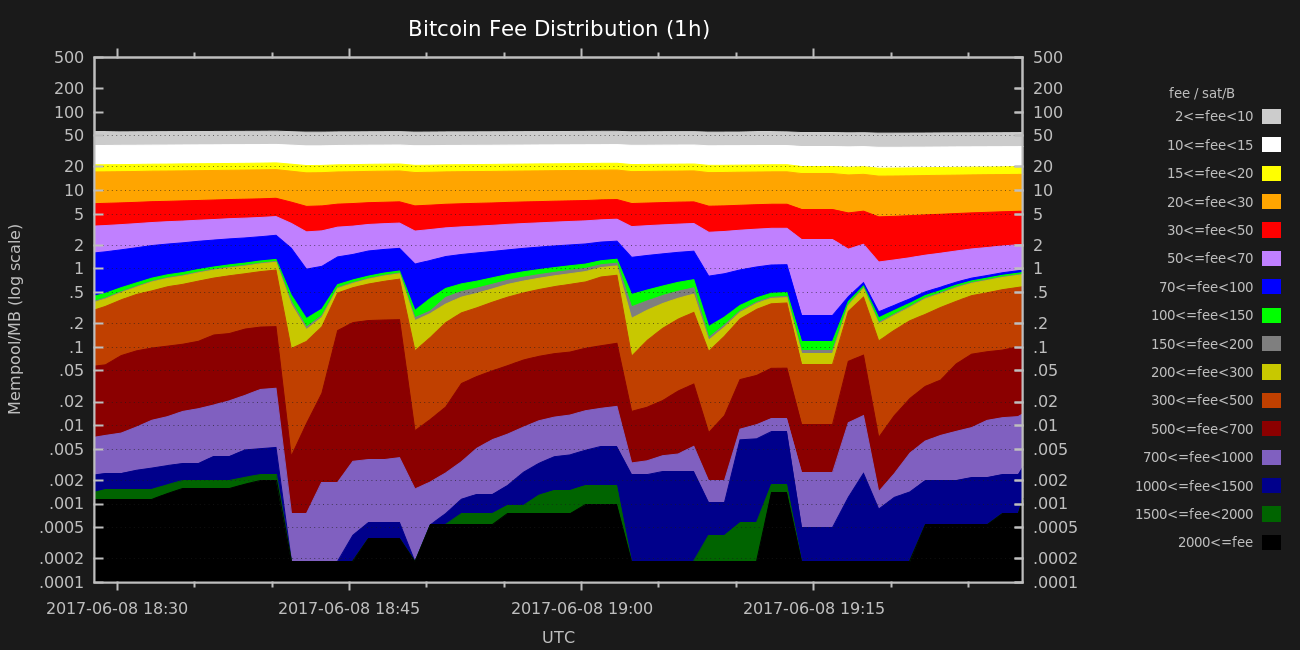 Bitcoin Fee Distribution (1h)
500 500
200 200
100 100
50 50
20 20
10 10
5 5
2 2
1 1
.5 .5
.2 .2
.1 .1
.05 .05
.02 .02
.01 .01
.005 .005
.002 .002
.001 .001
.0005 .0005
.0002 .0002
.0001 .0001
Mempool/MB (log scale)
2017-06-08 18:30 2017-06-08 18:45 2017-06-08 19:00 2017-06-08 19:15
UTC
fee / sat/B
2<=fee<10
10<=fee<15
15<=fee<20
20<=fee<30
30<=fee<50
50<=fee<70
70<=fee<100
100<=fee<150
150<=fee<200
200<=fee<300
300<=fee<500
500<=fee<700
700<=fee<1000
1000<=fee<1500
1500<=fee<2000
2000<=fee